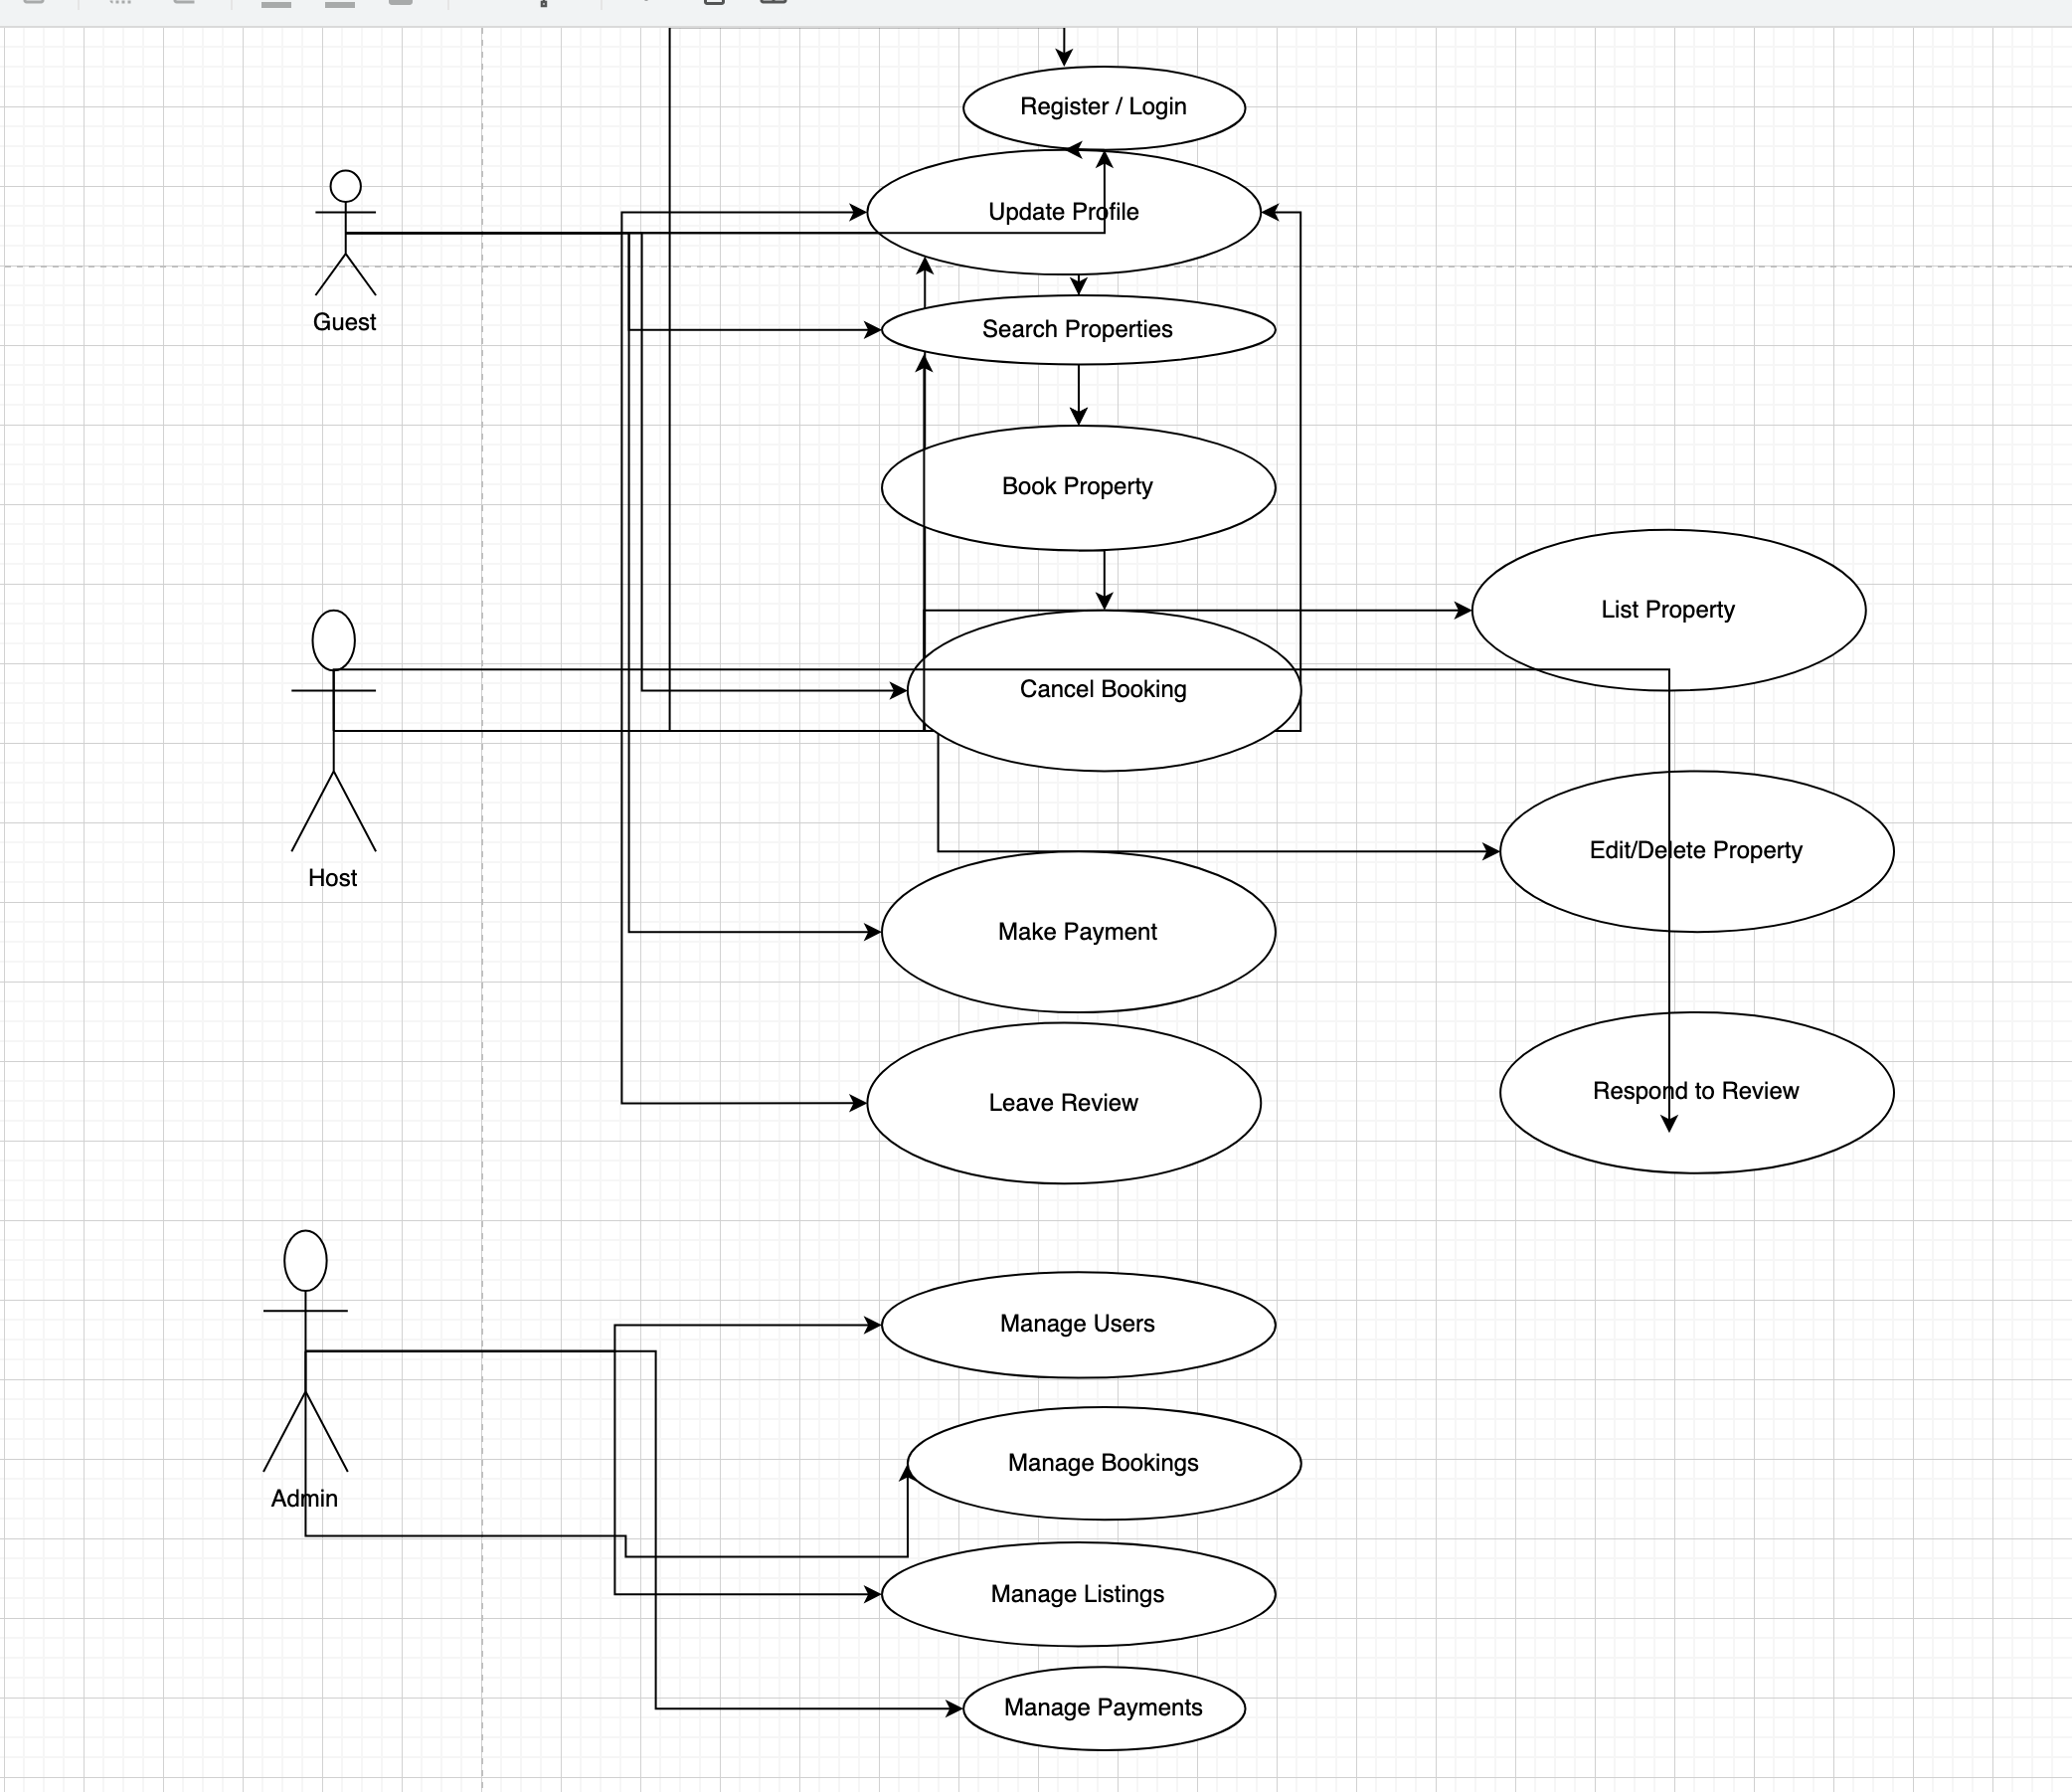 Register / Login
Update Profile
Guest
Search Properties
Book Property
List Property
Cancel Booking
Edit/Delete Property
Host
Make Payment
Respond to Review
Leave Review
Manage Users
Manage Bookings
Admin
Manage Listings
Manage Payments